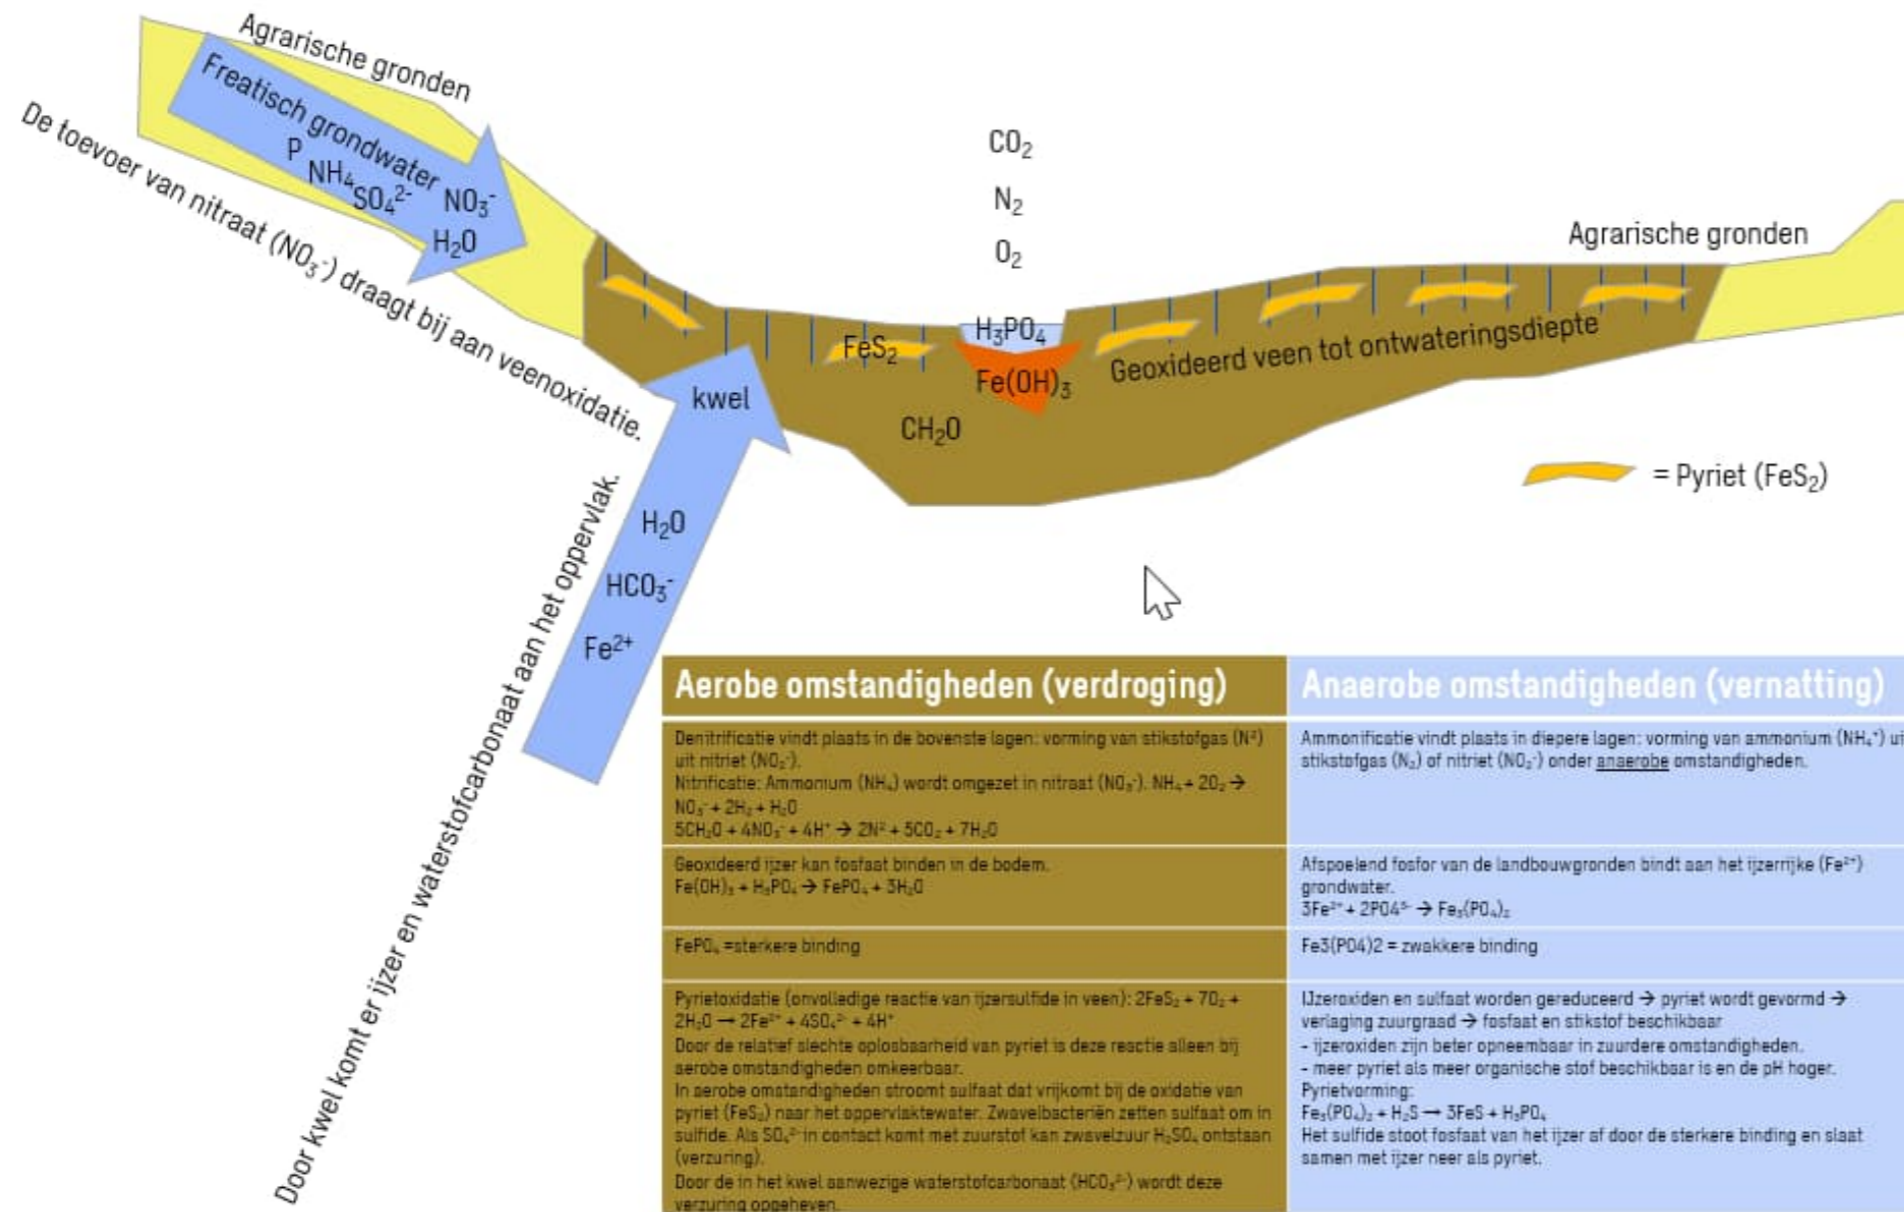 Agrarische gronden
Freatisch grondwater
P
NH₄
SO₄²⁻
NO₃⁻
H₂O
De toevoer van nitraat (NO₃⁻) draagt bij aan veenoxidatie.
CO₂
N₂
O₂
Agrarische gronden
H₃PO₄
FeS₂
Fe(OH)₃
Geoxideerd veen tot ontwateringsdiepte
kwel
CH₂O
= Pyriet (FeS₂)
H₂O
HCO₃⁻
Fe²⁺
Door kwel komt er ijzer en waterstofcarbonaat aan het oppervlak.
Aerobe omstandigheden (verdroging)
Denitrificatie vindt plaats in de bovenste lagen: vorming van stikstofgas (N²)
uit nitriet (NO₂⁻).
Nitrificatie: Ammonium (NH₄) wordt omgezet in nitraat (NO₃⁻). NH₄ + 2O₂ →
NO₃⁻ + 2H₂ + H₂O
5CH₂O + 4NO₃⁻ + 4H⁺ → 2N² + 5CO₂ + 7H₂O
Geoxideerd ijzer kan fosfaat binden in de bodem.
Fe(OH)₃ + H₃PO₄ → FePO₄ + 3H₂O
FePO₄ =sterkere binding
Pyrietoxidatie (onvolledige reactie van ijzersulfide in veen): 2FeS₂ + 7O₂ +
2H₂O → 2Fe²⁺ + 4SO₄²⁻ + 4H⁺
Door de relatief slechte oplosbaarheid van pyriet is deze reactie alleen bij
aerobe omstandigheden omkeerbaar.
In aerobe omstandigheden stroomt sulfaat dat vrijkomt bij de oxidatie van
pyriet (FeS₂) naar het oppervlaktewater. Zwavelbacteriën zetten sulfaat om in
sulfide. Als SO₄²⁻ in contact komt met zuurstof kan zwavelzuur H₂SO₄ ontstaan
(verzuring).
Door de in het kwel aanwezige waterstofcarbonaat (HCO₃²⁻) wordt deze
verzuring opgeheven.
Anaerobe omstandigheden (vernatting)
Ammonificatie vindt plaats in diepere lagen: vorming van ammonium (NH₄⁺) ui
stikstofgas (N₂) of nitriet (NO₂⁻) onder anaerobe omstandigheden.
Afspoelend fosfor van de landbouwgronden bindt aan het ijzerrijke (Fe²⁺)
grondwater.
3Fe²⁺ + 2PO4³⁻ → Fe₃(PO₄)₂
Fe3(PO4)2 = zwakkere binding
IJzeroxiden en sulfaat worden gereduceerd → pyriet wordt gevormd →
verlaging zuurgraad → fosfaat en stikstof beschikbaar
- ijzeroxiden zijn beter opneembaar in zuurdere omstandigheden.
- meer pyriet als meer organische stof beschikbaar is en de pH hoger.
Pyrietvorming:
Fe₃(PO₄)₂ + H₂S → 3FeS + H₃PO₄
Het sulfide stoot fosfaat van het ijzer af door de sterkere binding en slaat
samen met ijzer neer als pyriet.